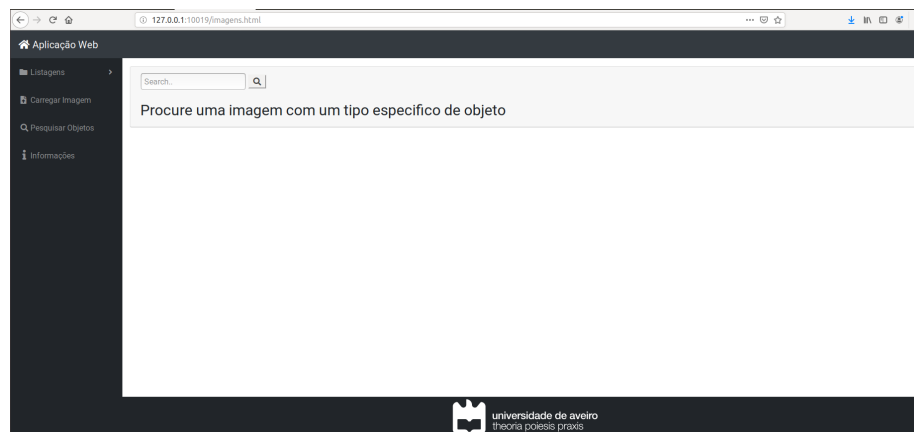 127.0.0.1:10019/imagens.html
Aplicação Web
Listagens
Carregar Imagem
Pesquisar Objetos
Informações
Search..
Procure uma imagem com um tipo especifico de objeto
universidade de aveiro
theoria poiesis praxis